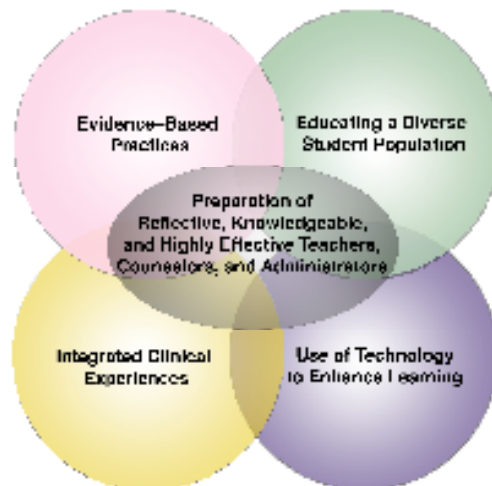 Evidence-Based
Practices
Educating a Diverse
Student Population
Preparation of
Reflective, Knowledgeable,
and Highly Effective Teachers,
Counselors, and Administrators
Integrated Clinical
Experiences
Use of Technology
to Enhance Learning